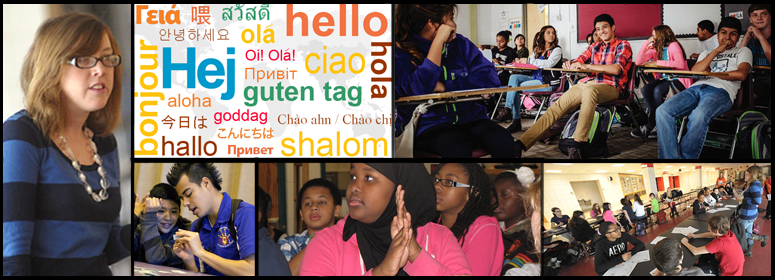 Γειά 喂 สวัสดี hello
안녕하세요 olá olá
bonjour Oi! Olá! ciao hola
Hej Привіт
aloha guten tag
今日は goddag Chào ahn / Chào chị
こんにちは
hallo Привет shalom
AERO